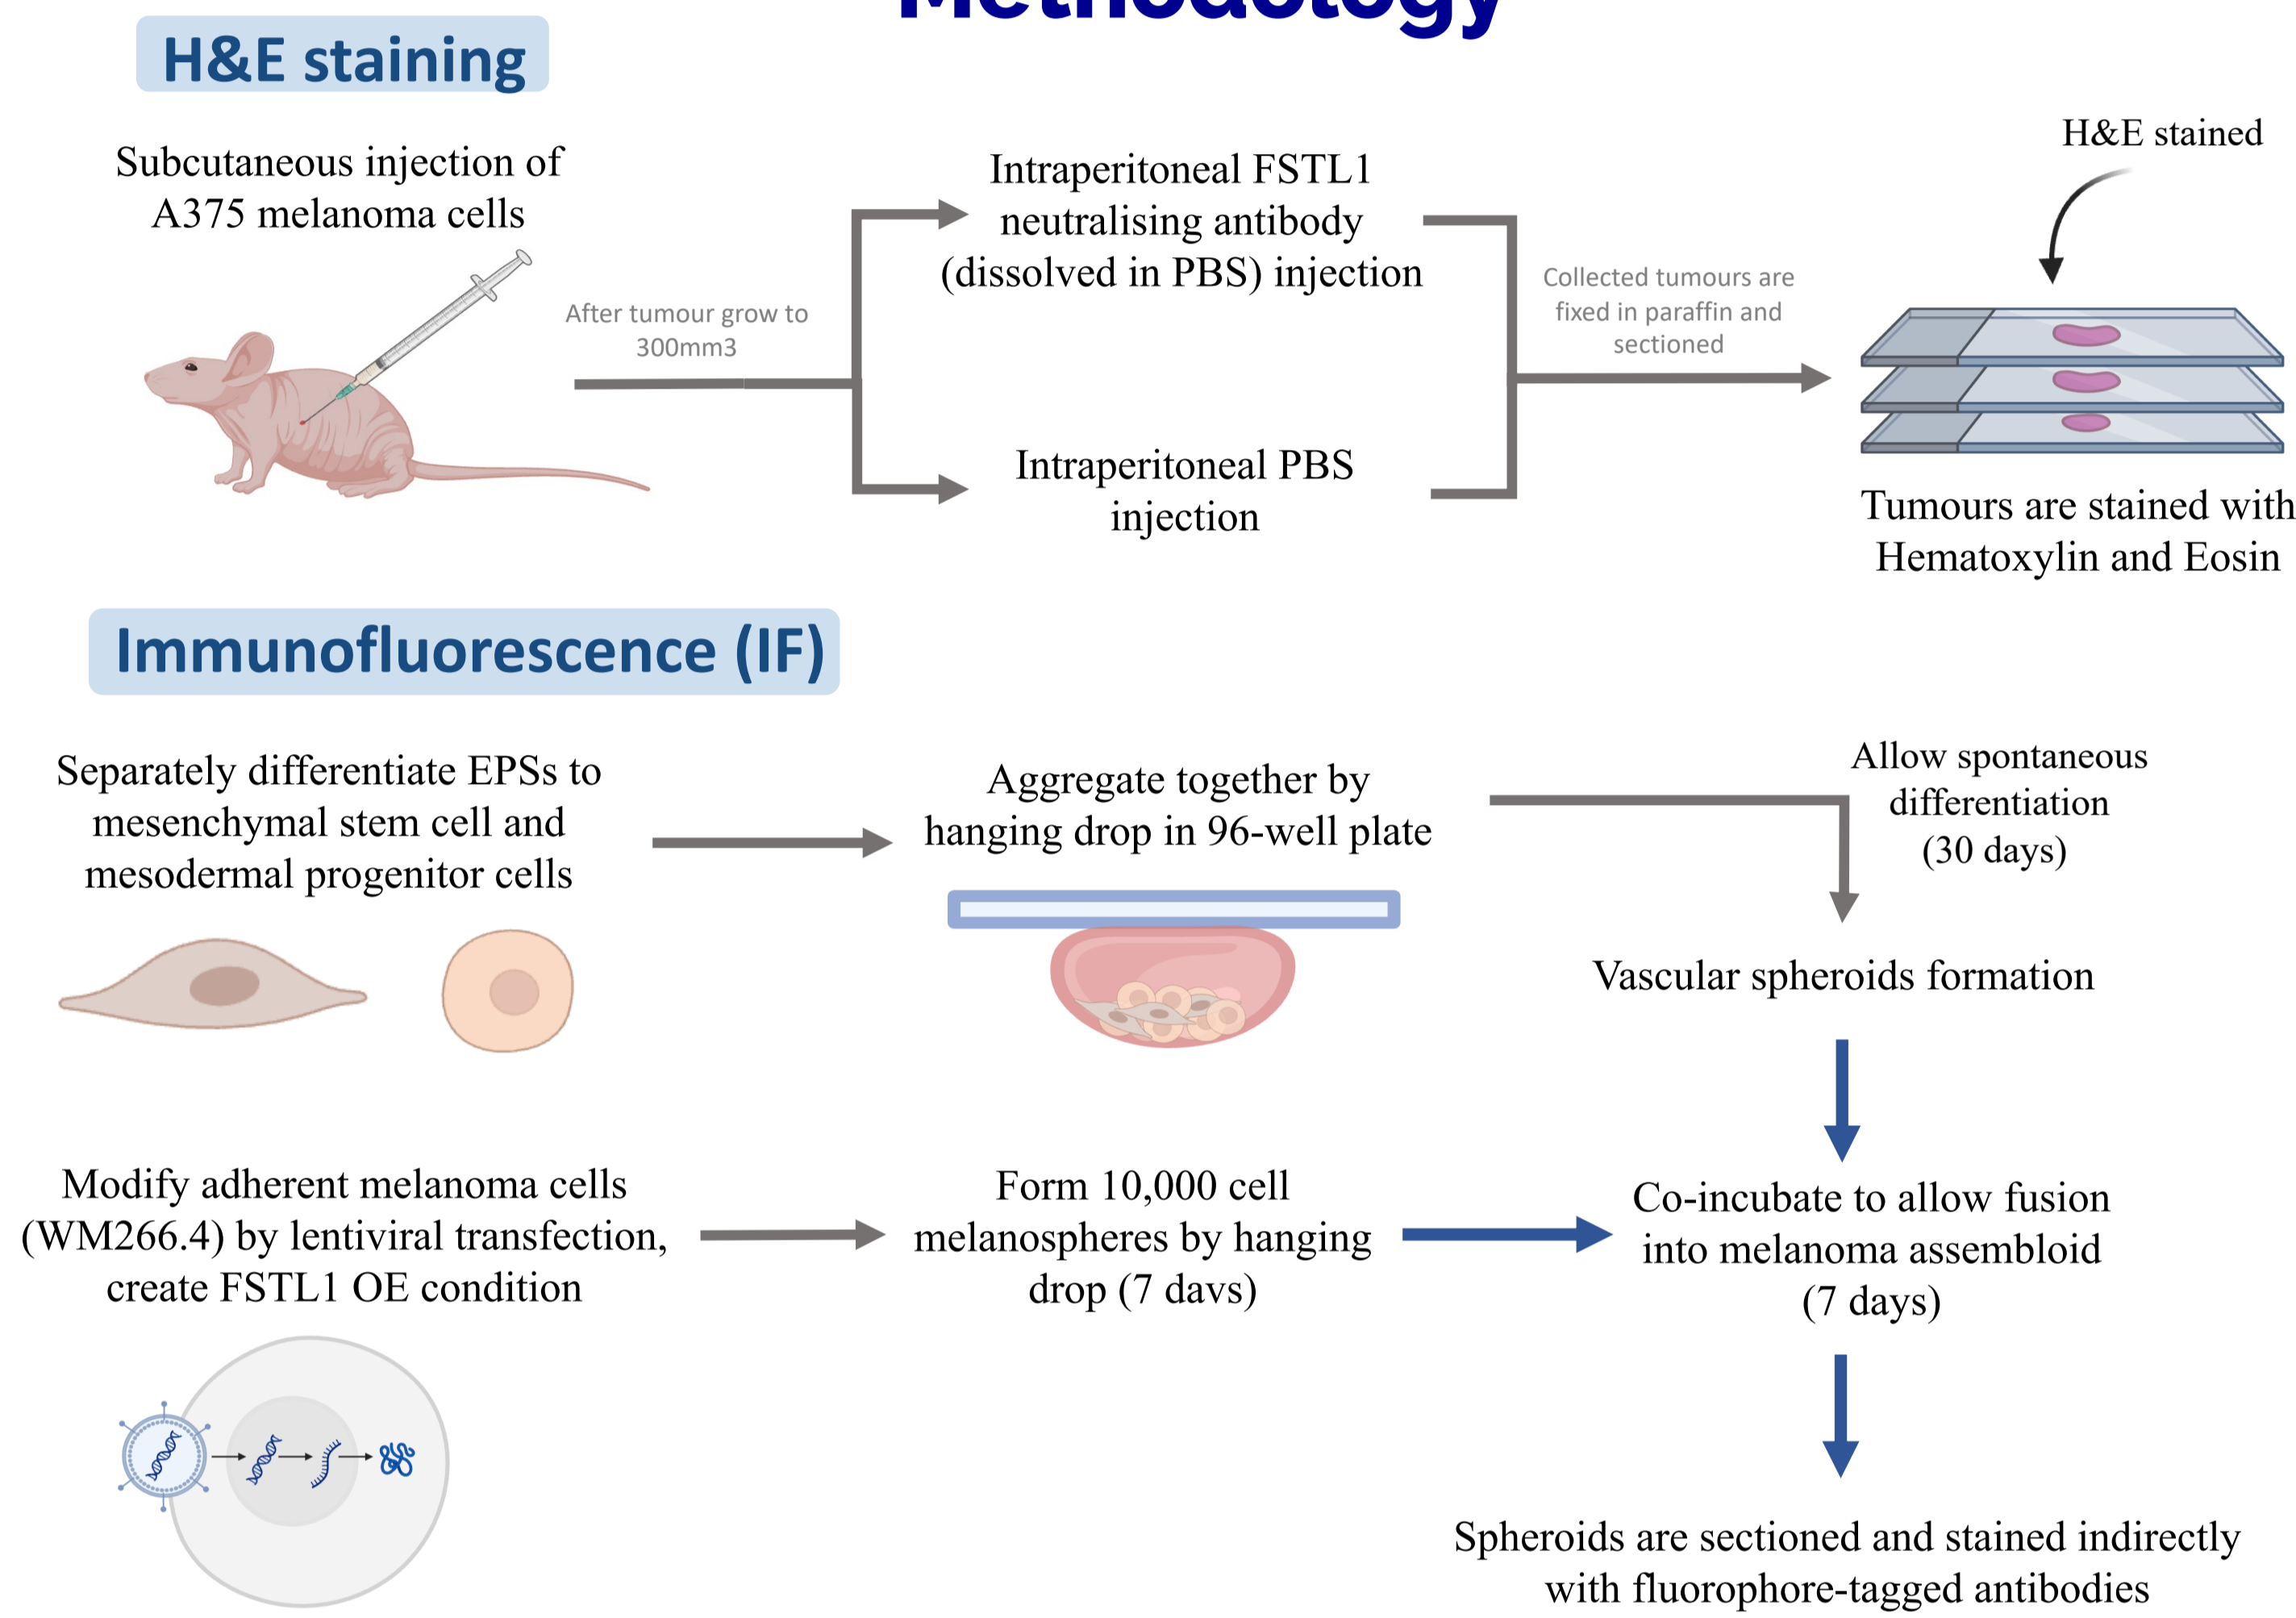 Methodology
H&E staining
Subcutaneous injection of
A375 melanoma cells
After tumour grow to
300mm3
Intraperitoneal FSTL1
neutralising antibody
(dissolved in PBS) injection
Intraperitoneal PBS
injection
Collected tumours are
fixed in paraffin and
sectioned
H&E stained
Tumours are stained with
Hematoxylin and Eosin
Immunofluorescence (IF)
Separately differentiate EPSs to
mesenchymal stem cell and
mesodermal progenitor cells
Aggregate together by
hanging drop in 96-well plate
Allow spontaneous
differentiation
(30 days)
Vascular spheroids formation
Modify adherent melanoma cells
(WM266.4) by lentiviral transfection,
create FSTL1 OE condition
Form 10,000 cell
melanospheres by hanging
drop (7 days)
Co-incubate to allow fusion
into melanoma assembloid
(7 days)
Spheroids are sectioned and stained indirectly
with fluorophore-tagged antibodies